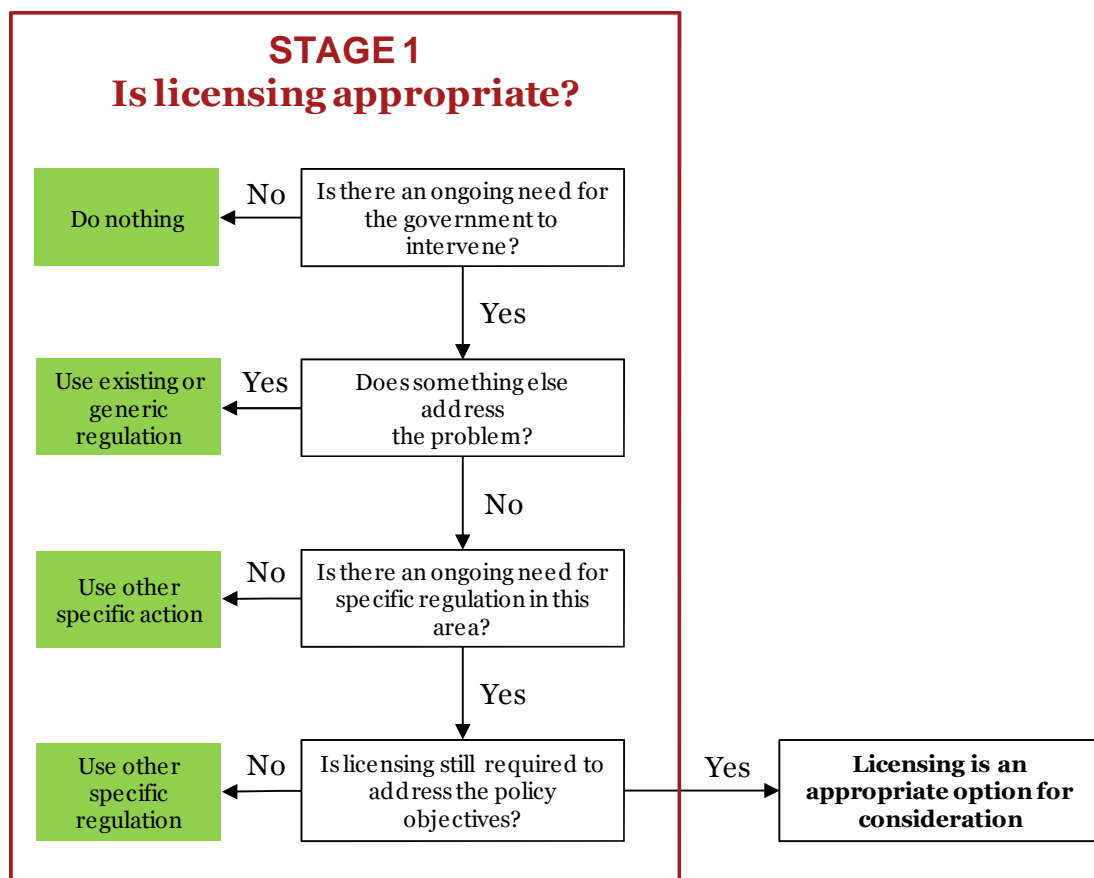 STAGE 1
Is licensing appropriate?
Do nothing
No
Is there an ongoing need for
the government to
intervene?
Yes
Use existing or
generic
regulation
Yes
Does something else
address
the problem?
No
Use other
specific action
No
Is there an ongoing need for
specific regulation in this
area?
Yes
Use other
specific
regulation
No
Is licensing still required to
address the policy
objectives?
Yes
Licensing is an
appropriate option for
consideration